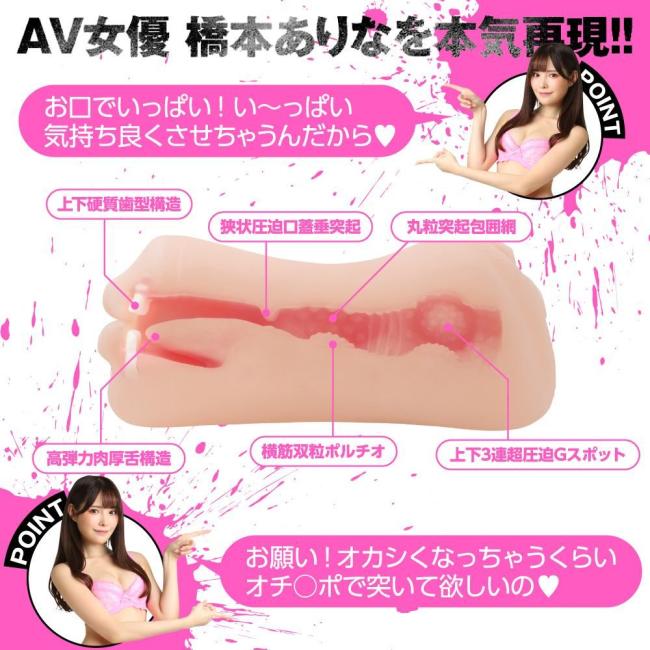 AV女優 橋本ありなを本気再現!!
お口でいっぱい！い〜っぱい
気持ち良くさせちゃうんだから♥
POINT
上下硬質歯型構造
狭状圧迫口蓋垂突起
丸粒突起包囲網
高弾力肉厚舌構造
横筋双粒ポルチオ
上下3連超圧迫Gスポット
POINT
お願い！オカシくなっちゃうくらい
オチ○ポで突いて欲しいの♥